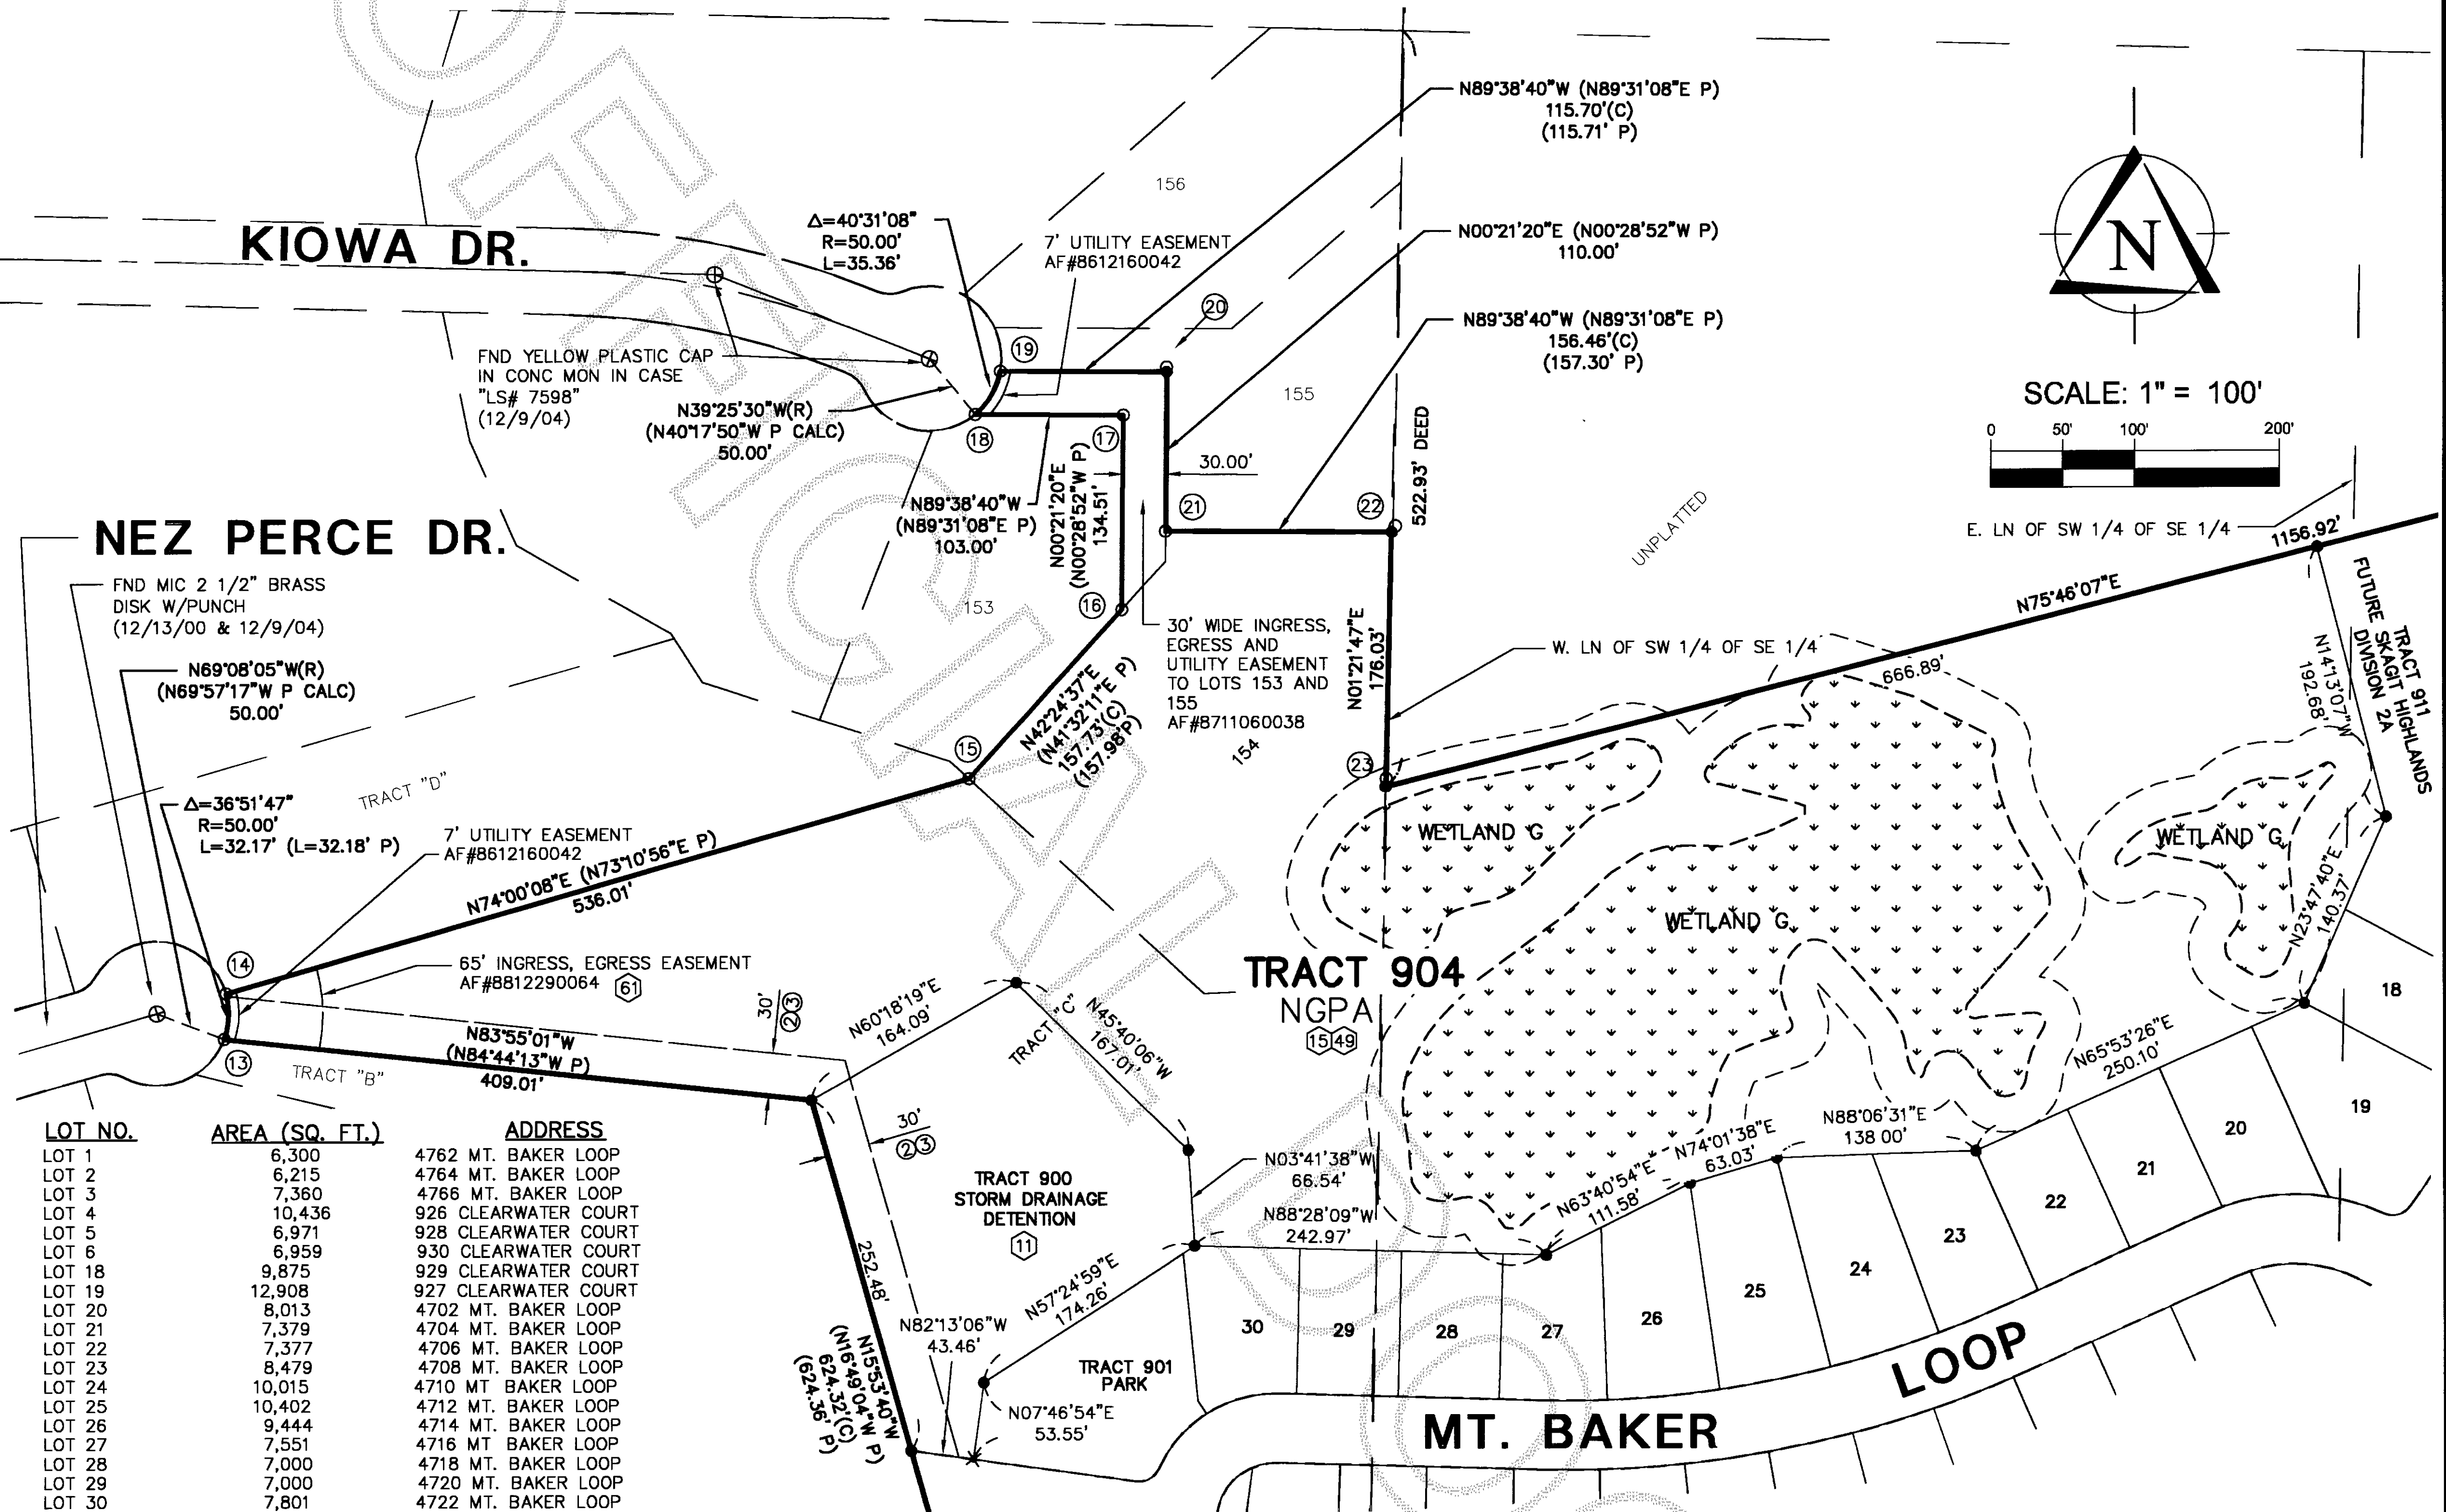 N89°38'40"W (N89°31'08"E P)
115.70'(C)
(115.71' P)
156
Δ=40°31'08"
R=50.00'
L=35.36'
7' UTILITY EASEMENT
AF#8612160042
N00°21'20"E (N00°28'52"W P)
110.00'
KIOWA DR.
N
20
N89°38'40"W (N89°31'08"E P)
156.46'(C)
(157.30' P)
19
FND YELLOW PLASTIC CAP
IN CONC MON IN CASE
"LS# 7598"
(12/9/04)
SCALE: 1" = 100'
0 50' 100' 200'
155
N39°25'30"W(R)
(N40°17'50"W P CALC)
50.00'
18
17
522.93' DEED
30.00'
N89°38'40"W
(N89°31'08"E P)
103.00'
N00°21'20"E
(N00°28'52"W P)
134.51'
21
22
UNPLATTED
E. LN OF SW 1/4 OF SE 1/4
1156.92'
NEZ PERCE DR.
FND MIC 2 1/2" BRASS
DISK W/PUNCH
(12/13/00 & 12/9/04)
153
16
N75°46'07"E
30' WIDE INGRESS,
EGRESS AND
UTILITY EASEMENT
TO LOTS 153 AND
155
AF#8711060038
154
N01°21'47"E
176.03'
W. LN OF SW 1/4 OF SE 1/4
666.89'
TRACT 911
FUTURE SKAGIT HIGHLANDS
DIVISION 2A
N14°13'07"W
192.68'
N69°08'05"W(R)
(N69°57'17"W P CALC)
50.00'
15
N42°24'37"E
(N41°32'11"E P)
157.73'(C)
(157.98'P)
23
TRACT "D"
Δ=36°51'47"
R=50.00'
L=32.17' (L=32.18' P)
7' UTILITY EASEMENT
AF#8612160042
N74°00'08"E (N73°10'56"E P)
536.01'
WETLAND G
WETLAND G
WETLAND G
N23°47'40"E
140.37'
14
65' INGRESS, EGRESS EASEMENT
AF#8812290064 61
TRACT 904
NGPA
15 49
18
30'
2 3
N60°18'19"E
164.09'
TRACT "C"
N45°40'06"W
167.01'
N83°55'01"W
(N84°44'13"W P)
409.01'
13
TRACT "B"
N65°53'26"E
250.10'
N88°06'31"E
138 00'
N74°01'38"E
63.03'
N63°40'54"E
111.58'
19
20
21
22
23
24
25
26
27
28
29
30
30'
2 3
TRACT 900
STORM DRAINAGE
DETENTION
11
N03°41'38"W
66.54'
N88°28'09"W
242.97'
N57°24'59"E
174.26'
252.48'
N82°13'06"W
43.46'
N15°53'40"W
(N16°49'04"W P)
624.32'(C)
(624.36' P)
TRACT 901
PARK
N07°46'54"E
53.55'
MT. BAKER LOOP
LOT NO. AREA (SQ. FT.) ADDRESS
LOT 1 6,300 4762 MT. BAKER LOOP
LOT 2 6,215 4764 MT. BAKER LOOP
LOT 3 7,360 4766 MT. BAKER LOOP
LOT 4 10,436 926 CLEARWATER COURT
LOT 5 6,971 928 CLEARWATER COURT
LOT 6 6,959 930 CLEARWATER COURT
LOT 18 9,875 929 CLEARWATER COURT
LOT 19 12,908 927 CLEARWATER COURT
LOT 20 8,013 4702 MT. BAKER LOOP
LOT 21 7,379 4704 MT. BAKER LOOP
LOT 22 7,377 4706 MT. BAKER LOOP
LOT 23 8,479 4708 MT. BAKER LOOP
LOT 24 10,015 4710 MT BAKER LOOP
LOT 25 10,402 4712 MT. BAKER LOOP
LOT 26 9,444 4714 MT. BAKER LOOP
LOT 27 7,551 4716 MT BAKER LOOP
LOT 28 7,000 4718 MT. BAKER LOOP
LOT 29 7,000 4720 MT. BAKER LOOP
LOT 30 7,801 4722 MT. BAKER LOOP